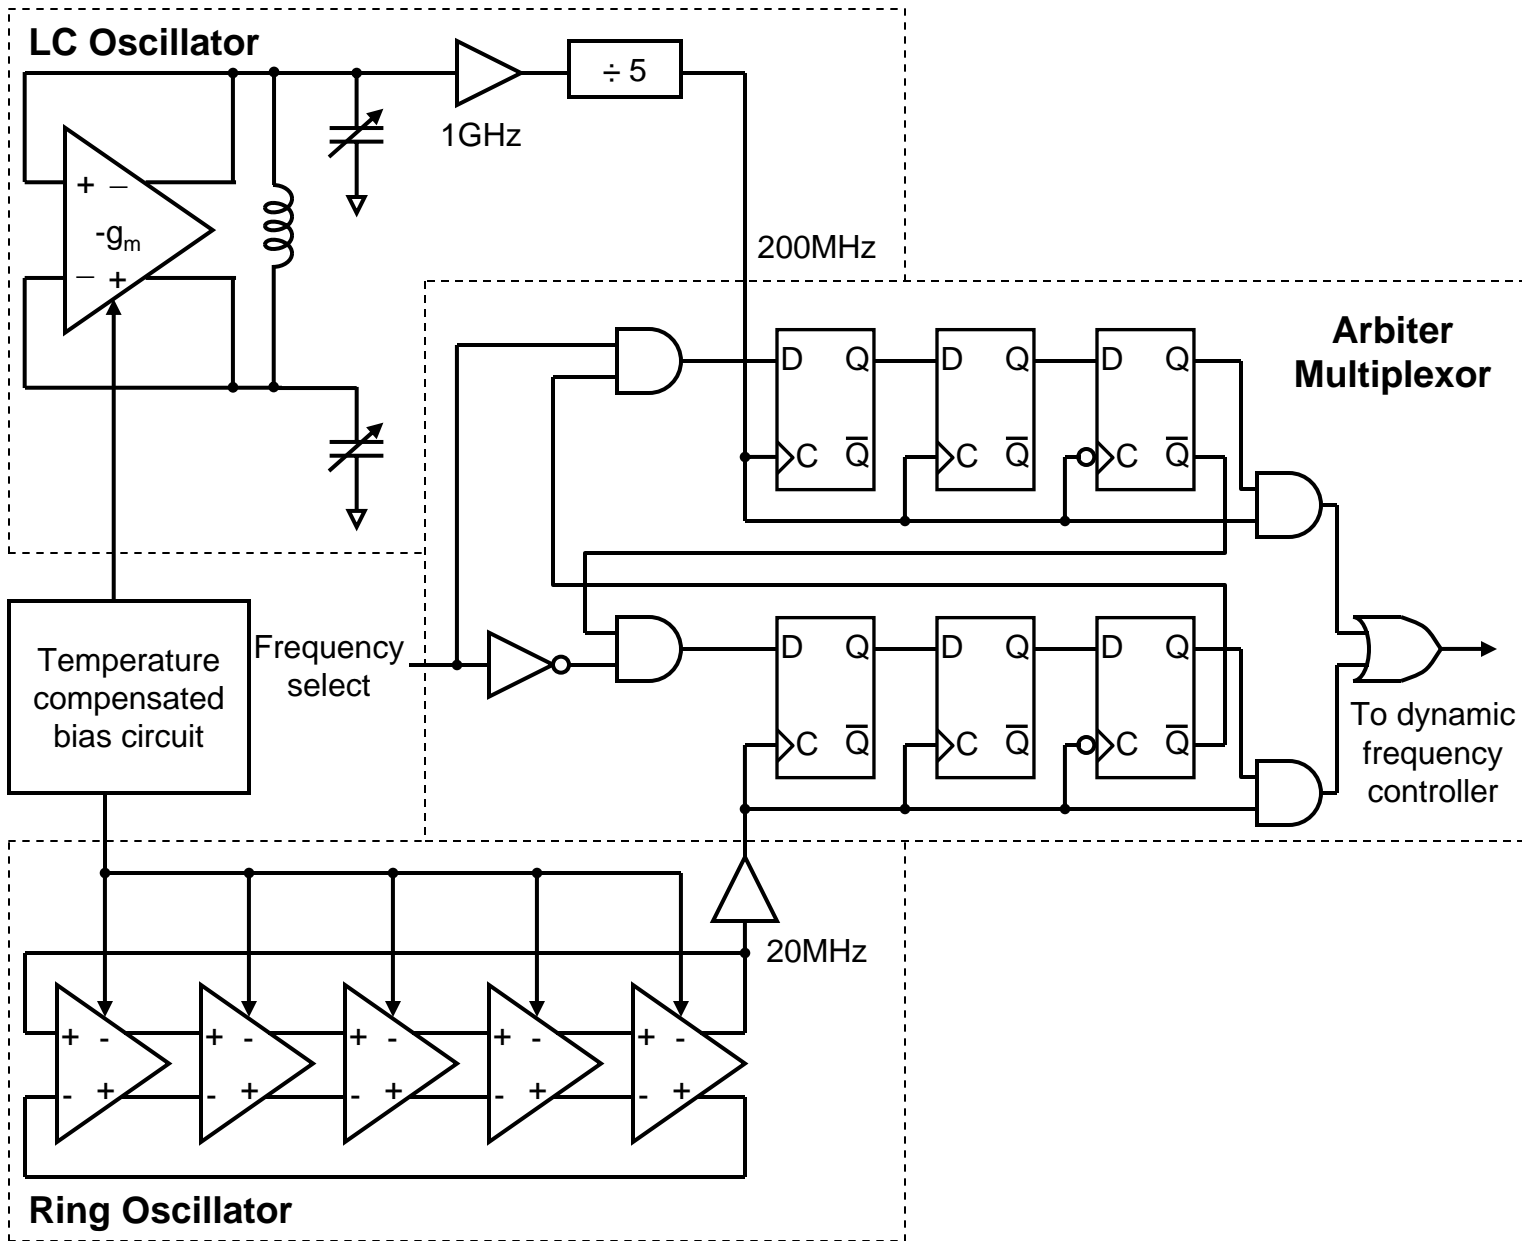 LC Oscillator
÷ 5
1GHz
+ –
-gm
– +
200MHz
Arbiter
Multiplexor
D Q D Q D Q
C Q̅ C Q̅ C Q̅
Temperature
compensated
bias circuit
Frequency
select
D Q D Q D Q
C Q̅ C Q̅ C Q̅
To dynamic
frequency
controller
20MHz
+ - + - + - + - + -
- + - + - + - + - +
Ring Oscillator